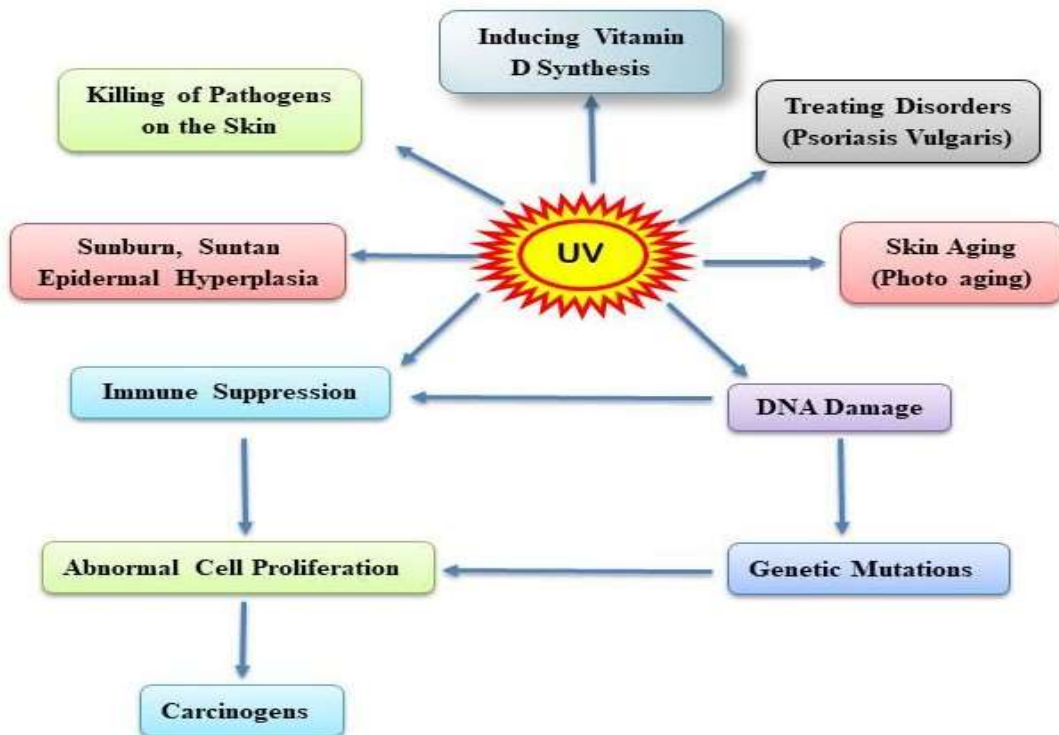 Inducing Vitamin
D Synthesis
Killing of Pathogens
on the Skin
Treating Disorders
(Psoriasis Vulgaris)
Sunburn, Suntan
Epidermal Hyperplasia
UV
Skin Aging
(Photo aging)
Immune Suppression
DNA Damage
Abnormal Cell Proliferation
Genetic Mutations
Carcinogens